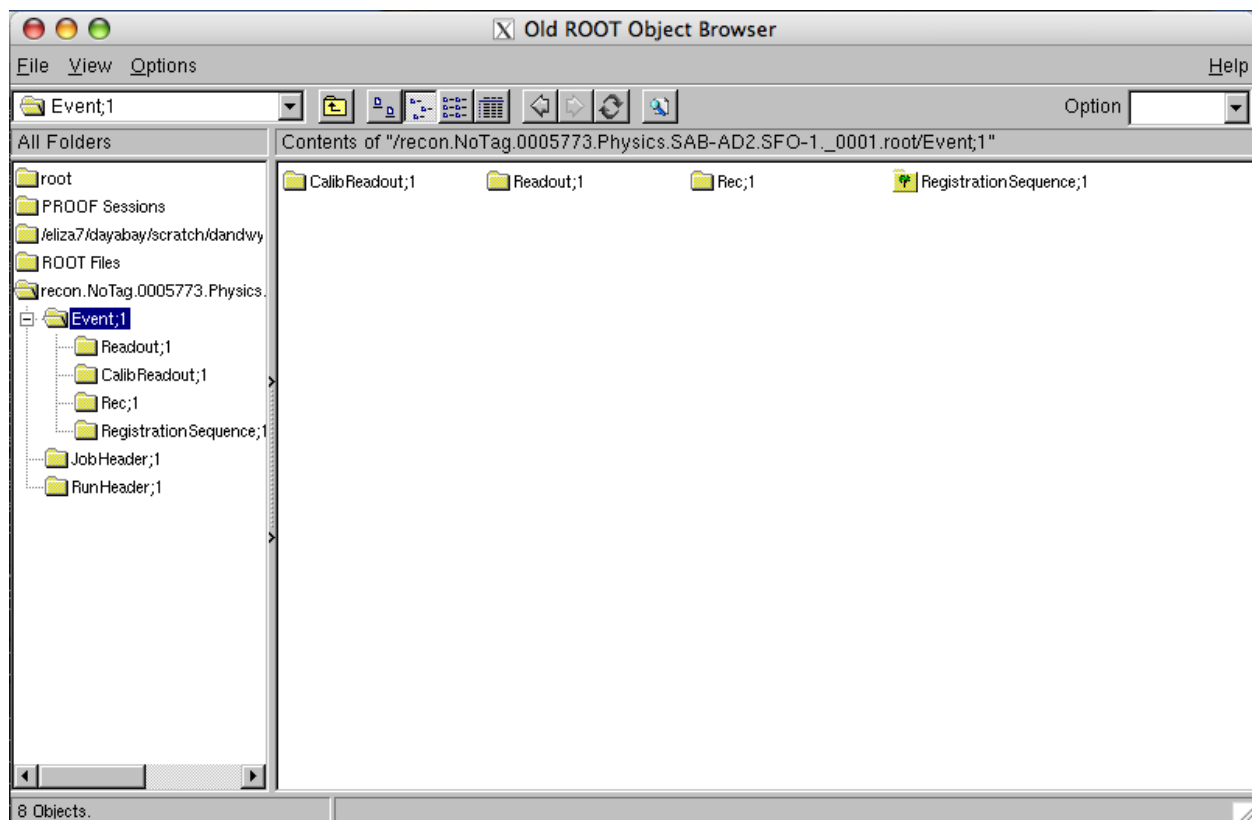 Old ROOT Object Browser
File View Options Help
Event;1 Option
All Folders Contents of "/recon.NoTag.0005773.Physics.SAB-AD2.SFO-1._0001.root/Event;1"
root CalibReadout;1 Readout;1 Rec;1 RegistrationSequence;1
PROOF Sessions
/eliza7/dayabay/scratch/dandwy
ROOT Files
recon.NoTag.0005773.Physics.
Event;1
Readout;1
CalibReadout;1
Rec;1
RegistrationSequence;1
JobHeader;1
RunHeader;1
8 Objects.